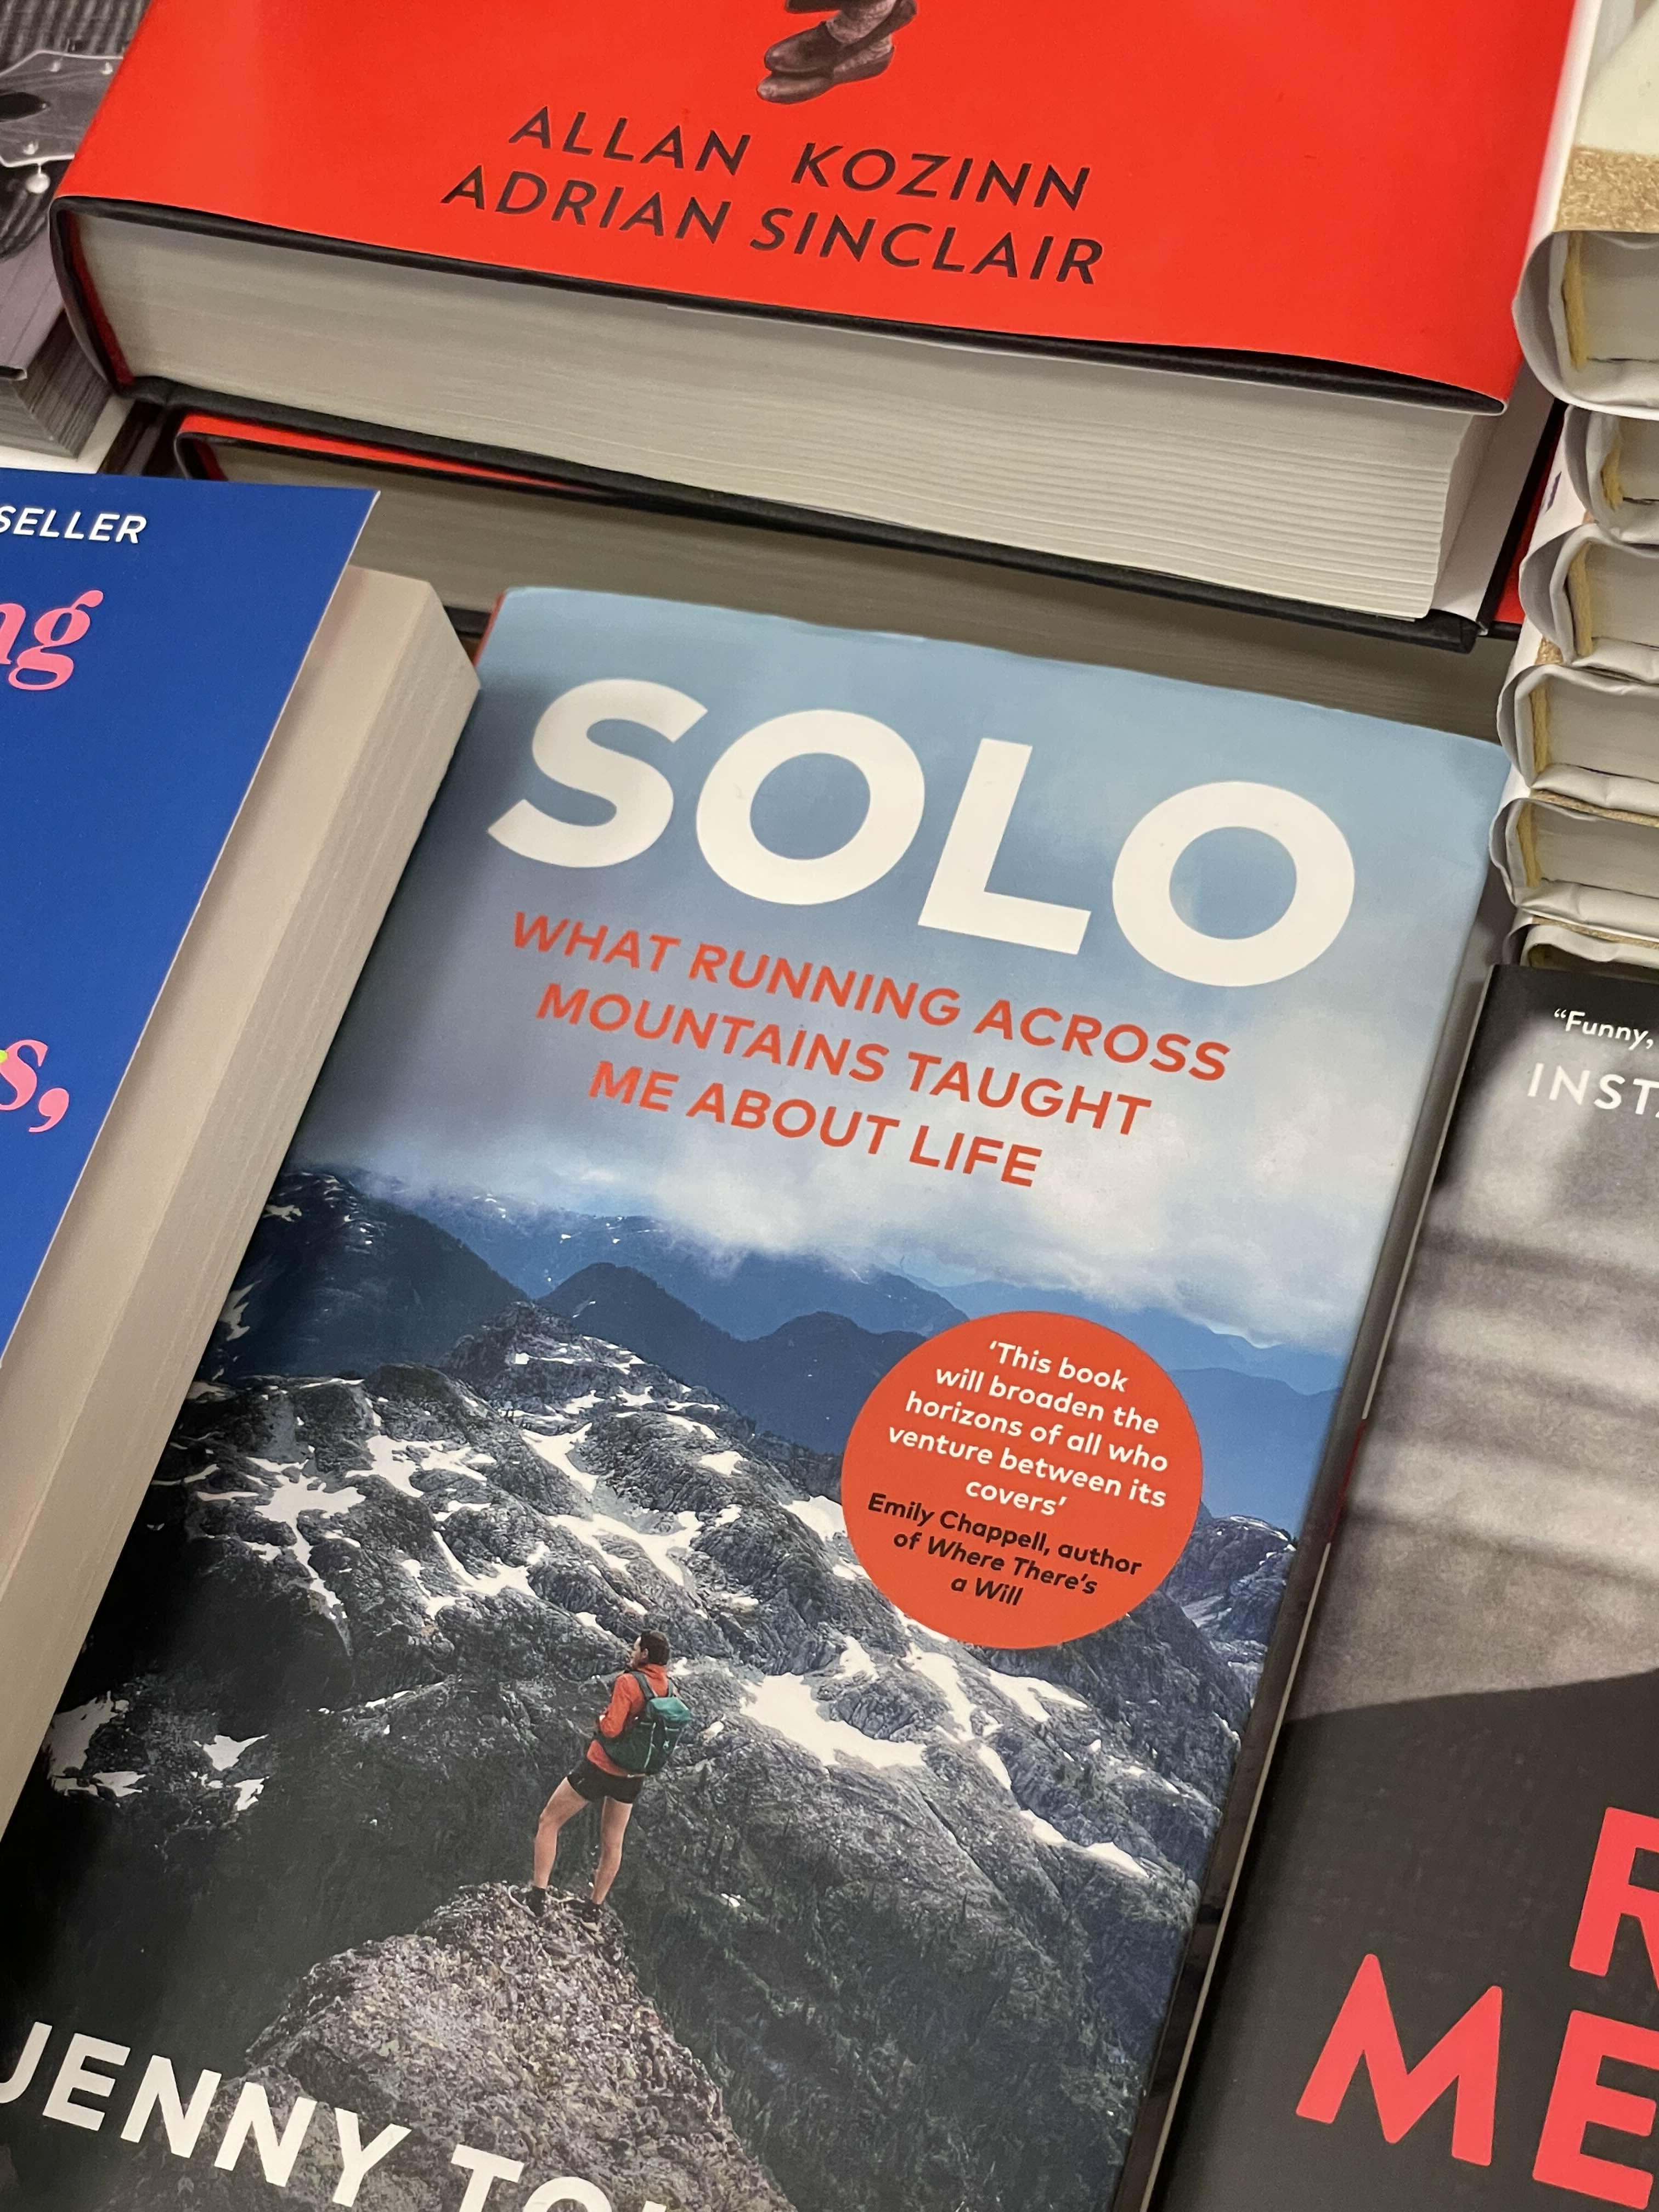 ALLAN KOZINN
ADRIAN SINCLAIR
SOLO
WHAT RUNNING ACROSS
MOUNTAINS TAUGHT
ME ABOUT LIFE
‘This book
will broaden the
horizons of all who
venture between its
covers’
Emily Chappell, author
of Where There's
a Will
JENNY
“Funny,
ME